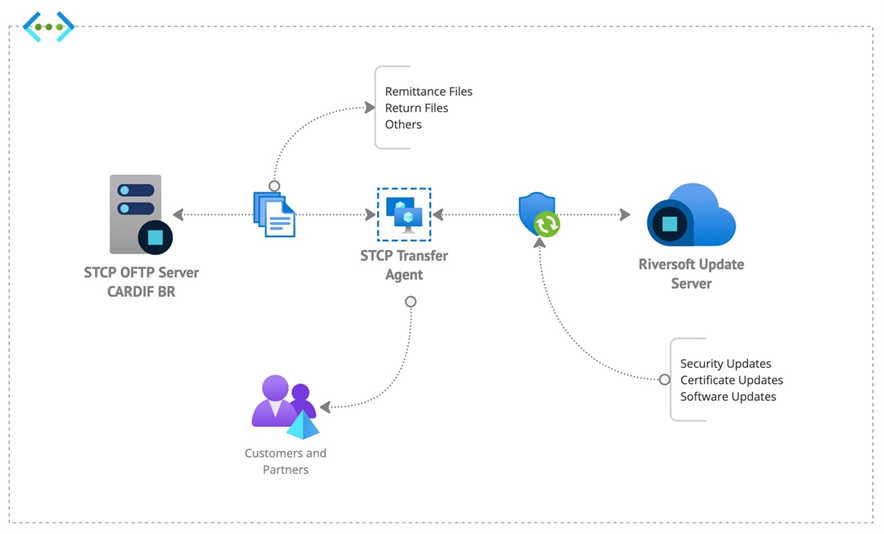 Remittance Files
Return Files
Others
STCP OFTP Server
CARDIF BR
STCP Transfer
Agent
Riversoft Update
Server
Security Updates
Certificate Updates
Software Updates
Customers and
Partners